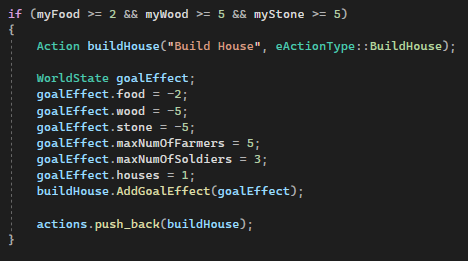 if (myFood >= 2 && myWood >= 5 && myStone >= 5)
{
    Action buildHouse("Build House", eActionType::BuildHouse);

    WorldState goalEffect;
    goalEffect.food = -2;
    goalEffect.wood = -5;
    goalEffect.stone = -5;
    goalEffect.maxNumOfFarmers = 5;
    goalEffect.maxNumOfSoldiers = 3;
    goalEffect.houses = 1;
    buildHouse.AddGoalEffect(goalEffect);

    actions.push_back(buildHouse);
}